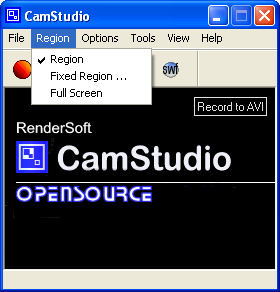 CamStudio
File Region Options Tools View Help
Region
Fixed Region ...
Full Screen
SWf
Record to AVI
RenderSoft
CamStudio
OPENSOURCE